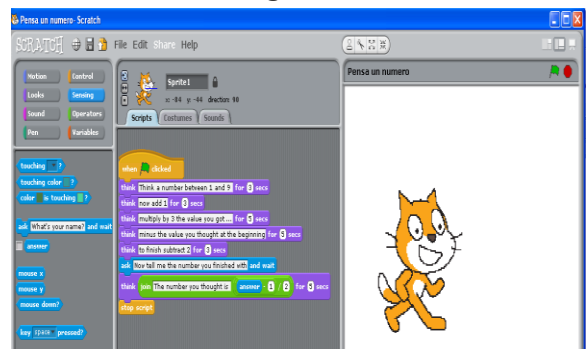 Pensa un numero- Scratch
SCRATCH File Edit Share Help
Motion Control
Looks Sensing
Sound Operators
Pen Variables
Sprite1
x: -84 y: -44 direction 90
Scripts Costumes Sounds
Pensa un numero
touching ?
touching color ?
color is touching ?
ask What's your name? and wait
answer
mouse x
mouse y
mouse down?
key space pressed?
when clicked
think Think a number between 1 and 9 for 3 secs
think now add 1 for 3 secs
think multiply by 3 the value you got ... for 5 secs
think minus the value you thought at the beginning for 5 secs
think to finish subtract 2 for 3 secs
ask Now tell me the number you finished with and wait
think join The number you thought is answer - 1 / 2 for 5 secs
stop script